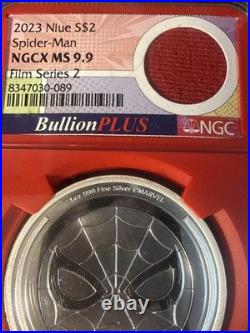 2023 Niue S$2
Spider-Man
NGCX MS 9.9
Film Series 2
8347030-089
BullionPLUS
NGC
1oz .999 Fine Silver ©MARVEL